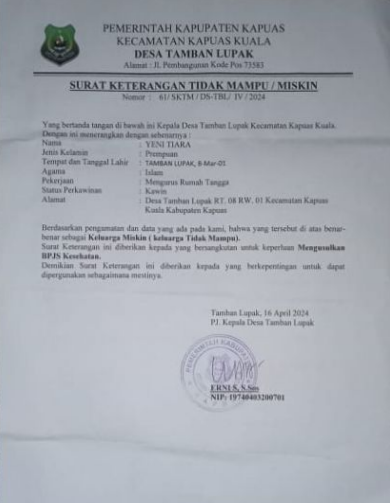 PEMERINTAH KABUPATEN KAPUAS
KECAMATAN KAPUAS KUALA
DESA TAMBAN LUPAK
Alamat : Jl. Pembangunan Kode Pos 73583
SURAT KETERANGAN TIDAK MAMPU / MISKIN
Nomor : 61/ SKTM / DS-TBL/ IV / 2024
Yang bertanda tangan di bawah ini Kepala Desa Tamban Lupak Kecamatan Kapuas Kuala.
Dengan ini menerangkan dengan sebenarnya :
Nama : YENI TIARA
Jenis Kelamin : Prempuan
Tempat dan Tanggal Lahir : TAMBAN LUPAK, 8-Mar-05
Agama : Islam
Pekerjaan : Mengurus Rumah Tangga
Status Perkawinan : Kawin
Alamat : Desa Tamban Lupak RT. 08 RW. 01 Kecamatan Kapuas
Kuala Kabupaten Kapuas
Berdasarkan pengamatan dan data yang ada pada kami, bahwa yang tersebut di atas benar-
benar sebagai Keluarga Miskin ( keluarga Tidak Mampu).
Surat Keterangan ini diberikan kepada yang bersangkutan untuk keperluan Mengusulkan
BPJS Kesehatan.
Demikian Surat Keterangan ini diberikan kepada yang berkepentingan untuk dapat
dipergunakan sebagaimana mestinya.
Tamban Lupak, 16 April 2024
PJ. Kepala Desa Tamban Lupak
PEMERINTAH KABUPATEN
ERNI S, S.Sos
NIP: 19740403200701